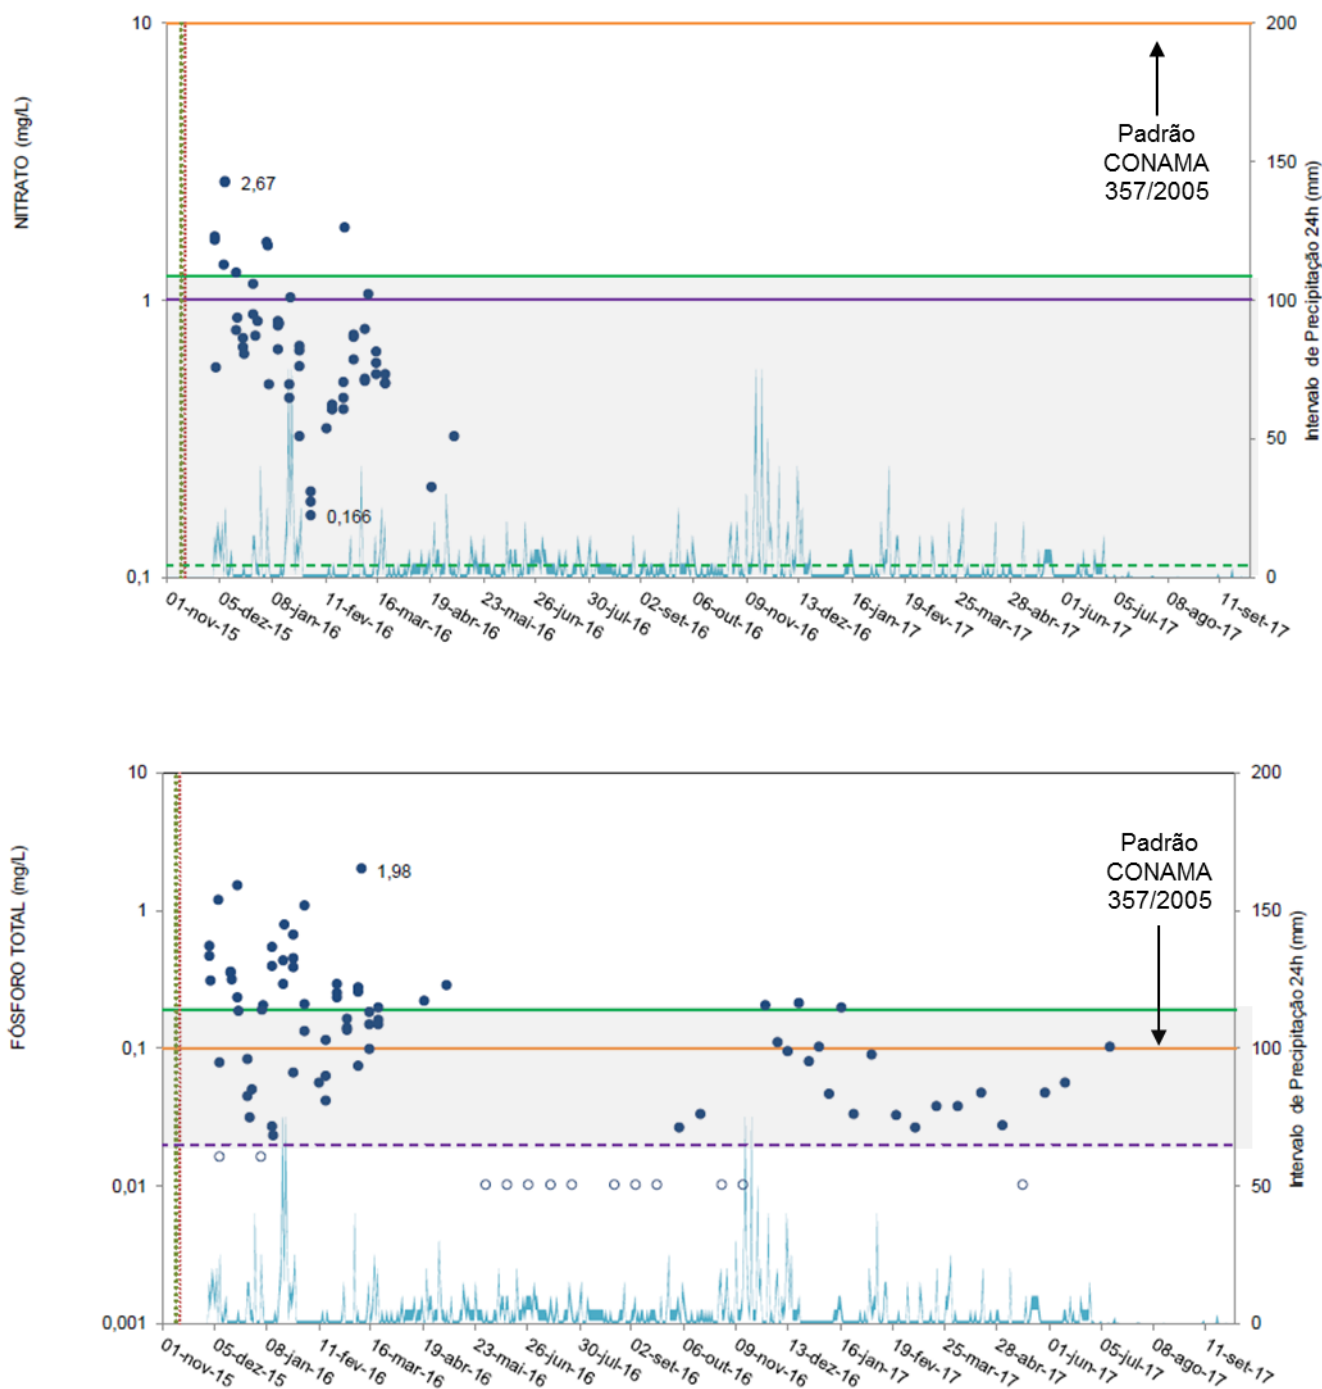 10
200
Padrão
CONAMA
357/2005
150
NITRATO (mg/L)
2,67
1
100
Intervalo de Precipitação 24h (mm)
50
0,166
0,1
0
01-nov-15
05-dez-15
08-jan-16
11-fev-16
16-mar-16
19-abr-16
23-mai-16
26-jun-16
30-jul-16
02-set-16
06-out-16
09-nov-16
13-dez-16
16-jan-17
19-fev-17
25-mar-17
28-abr-17
01-jun-17
05-jul-17
08-ago-17
11-set-17
10
200
Padrão
CONAMA
357/2005
1,98
1
150
FÓSFORO TOTAL (mg/L)
0,1
100
Intervalo de Precipitação 24h (mm)
0,01
50
0,001
0
01-nov-15
05-dez-15
08-jan-16
11-fev-16
16-mar-16
19-abr-16
23-mai-16
26-jun-16
30-jul-16
02-set-16
06-out-16
09-nov-16
13-dez-16
16-jan-17
19-fev-17
25-mar-17
28-abr-17
01-jun-17
05-jul-17
08-ago-17
11-set-17